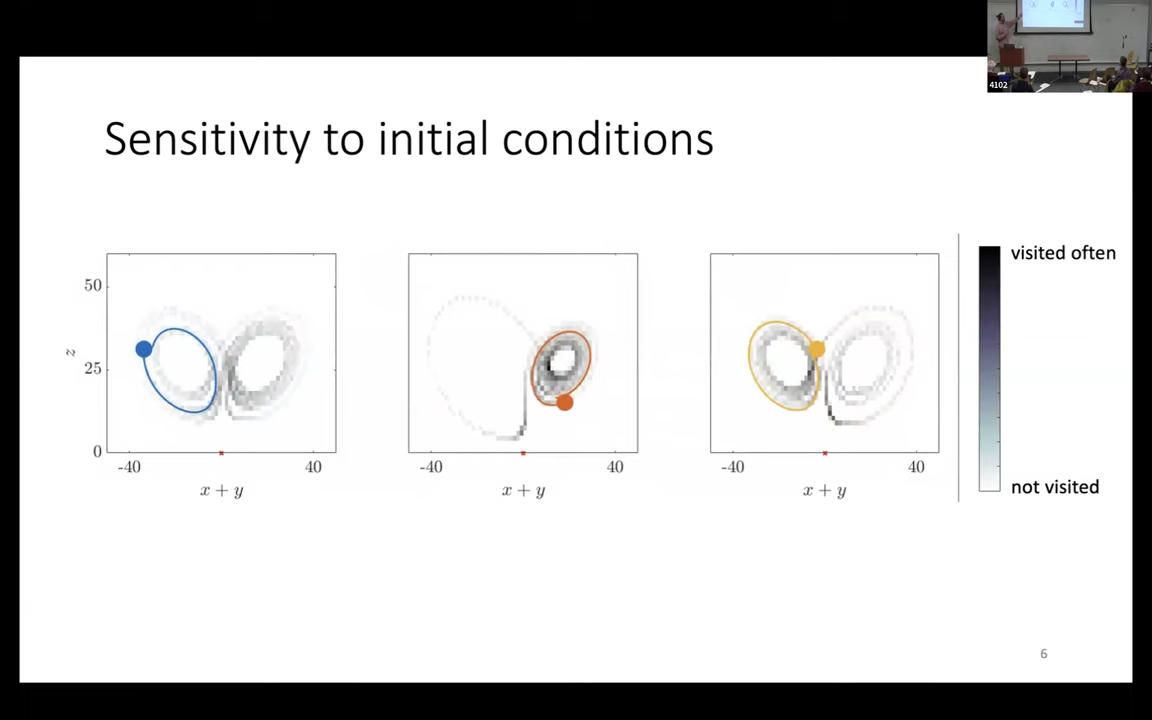 4102
Sensitivity to initial conditions
z
50
25
0
-40
40
x + y
-40
40
x + y
-40
40
x + y
visited often
not visited
6